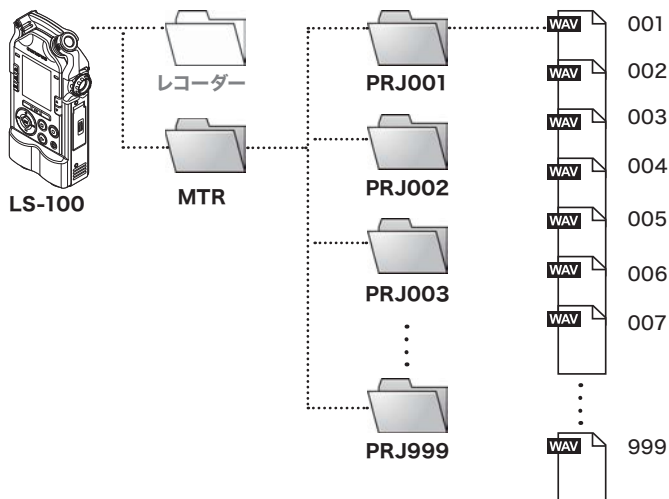 レコーダー
LS-100
MTR
PRJ001
PRJ002
PRJ003
PRJ999
WAV 001
WAV 002
WAV 003
WAV 004
WAV 005
WAV 006
WAV 007
WAV 999